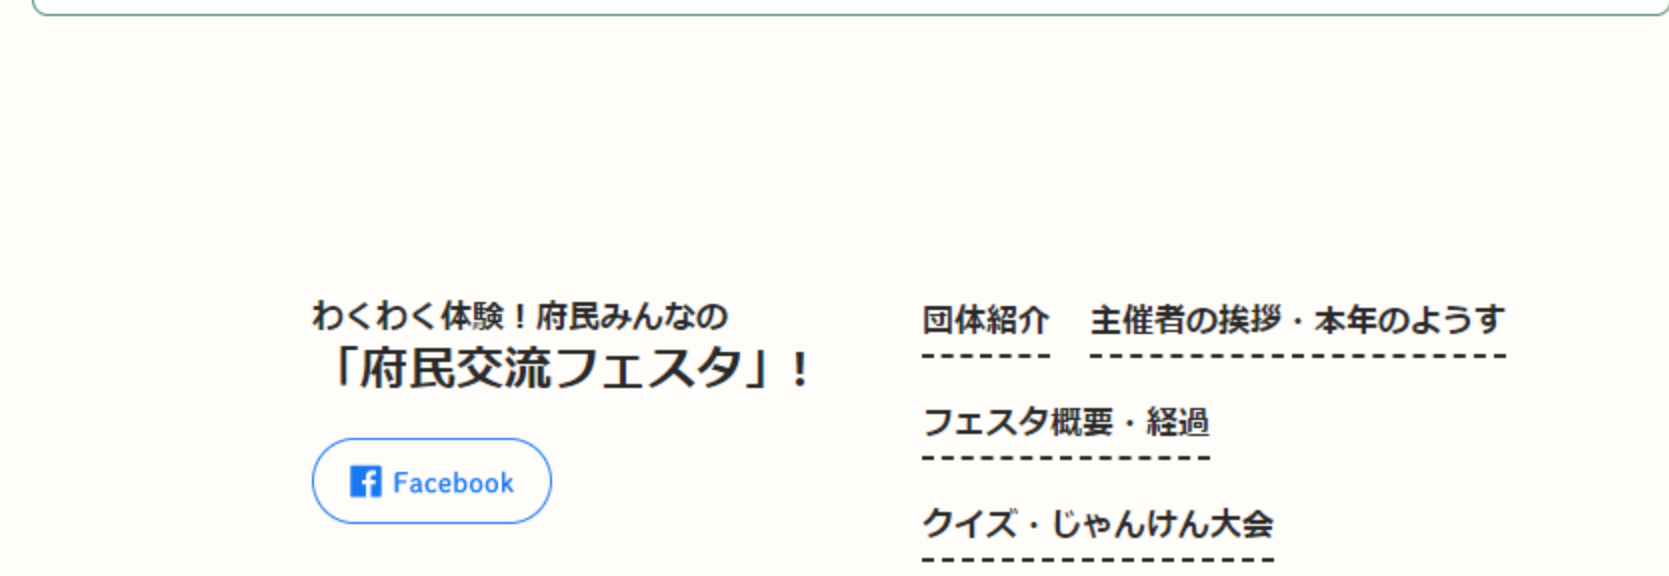 わくわく体験！府民みんなの
「府民交流フェスタ」！
Facebook
団体紹介 主催者の挨拶・本年のようす
フェスタ概要・経過
クイズ・じゃんけん大会